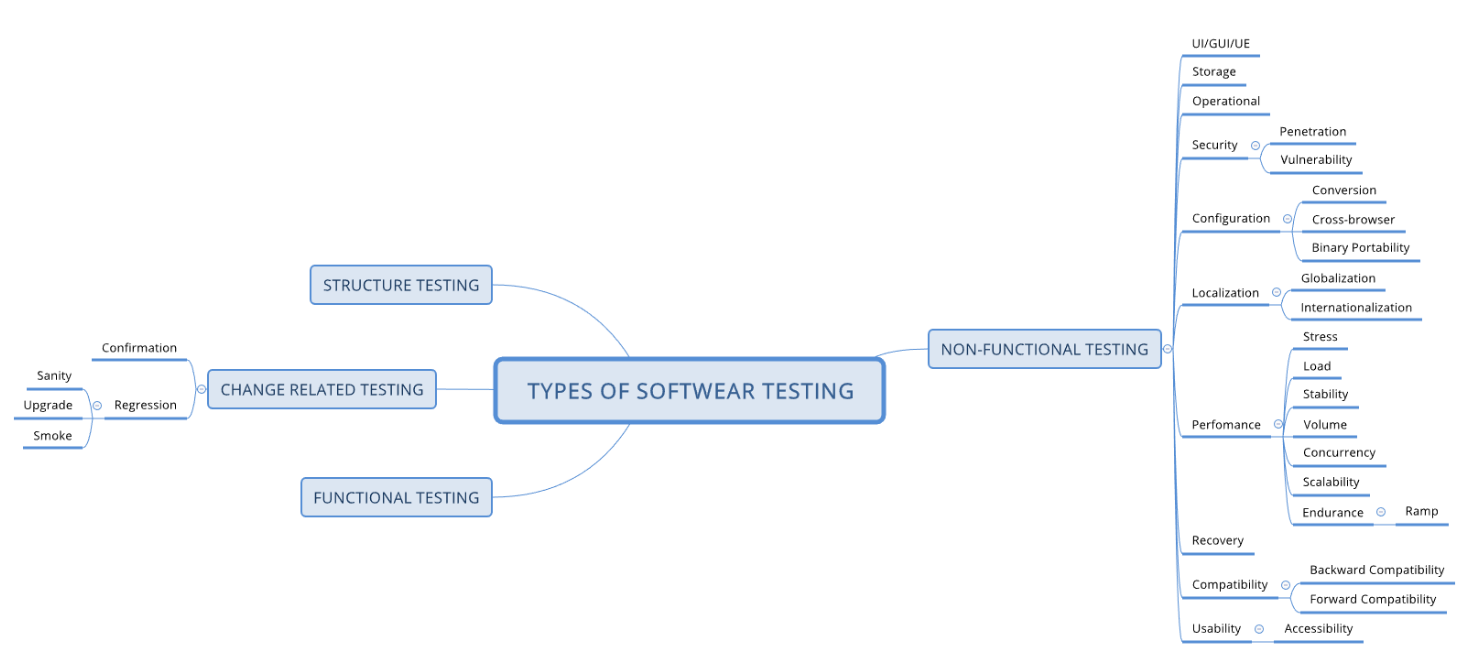 TYPES OF SOFTWEAR TESTING
NON-FUNCTIONAL TESTING
UI/GUI/UE
Storage
Operational
Security
Penetration
Vulnerability
Configuration
Conversion
Cross-browser
Binary Portability
Localization
Globalization
Internationalization
Perfomance
Stress
Load
Stability
Volume
Concurrency
Scalability
Endurance
Ramp
Recovery
Compatibility
Backward Compatibility
Forward Compatibility
Usability
Accessibility
STRUCTURE TESTING
CHANGE RELATED TESTING
Confirmation
Regression
Sanity
Upgrade
Smoke
FUNCTIONAL TESTING